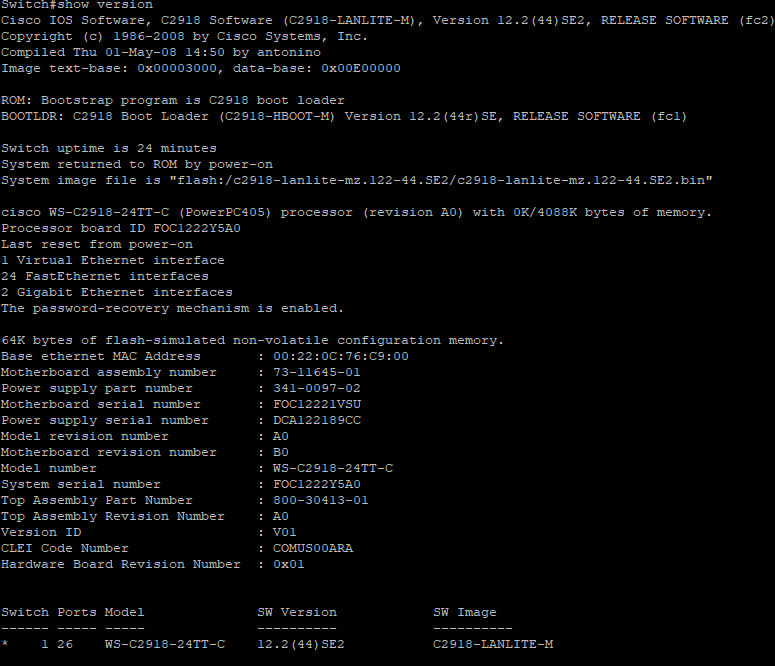 Switch#show version
Cisco IOS Software, C2918 Software (C2918-LANLITE-M), Version 12.2(44)SE2, RELEASE SOFTWARE (fc2)
Copyright (c) 1986-2008 by Cisco Systems, Inc.
Compiled Thu 01-May-08 14:50 by antonino
Image text-base: 0x00003000, data-base: 0x00E00000

ROM: Bootstrap program is C2918 boot loader
BOOTLDR: C2918 Boot Loader (C2918-HBOOT-M) Version 12.2(44r)SE, RELEASE SOFTWARE (fc1)

Switch uptime is 24 minutes
System returned to ROM by power-on
System image file is "flash:/c2918-lanlite-mz.122-44.SE2/c2918-lanlite-mz.122-44.SE2.bin"

cisco WS-C2918-24TT-C (PowerPC405) processor (revision A0) with 0K/4088K bytes of memory.
Processor board ID FOC1222Y5A0
Last reset from power-on
1 Virtual Ethernet interface
24 FastEthernet interfaces
2 Gigabit Ethernet interfaces
The password-recovery mechanism is enabled.

64K bytes of flash-simulated non-volatile configuration memory.
Base ethernet MAC Address       : 00:22:0C:76:C9:00
Motherboard assembly number     : 73-11645-01
Power supply part number        : 341-0097-02
Motherboard serial number       : FOC12221VSU
Power supply serial number      : DCA122189CC
Model revision number           : A0
Motherboard revision number     : B0
Model number                    : WS-C2918-24TT-C
System serial number            : FOC1222Y5A0
Top Assembly Part Number        : 800-30413-01
Top Assembly Revision Number    : A0
Version ID                      : V01
CLEI Code Number                : COMUS00ARA
Hardware Board Revision Number  : 0x01

Switch Ports Model              SW Version            SW Image
------ ----- -----              ----------            ----------
*    1 26    WS-C2918-24TT-C    12.2(44)SE2           C2918-LANLITE-M